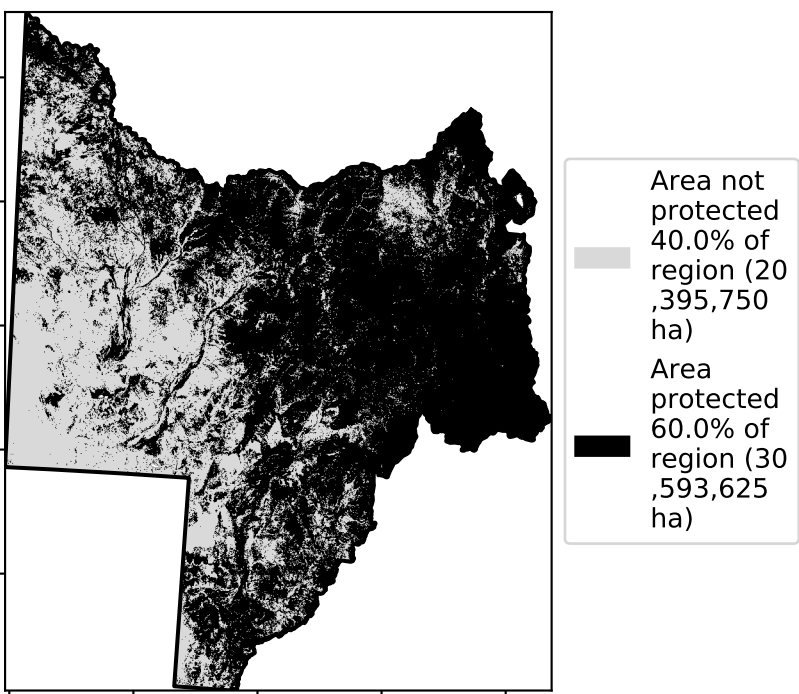 Area not
protected
40.0% of
region (20
,395,750
ha)
Area
protected
60.0% of
region (30
,593,625
ha)